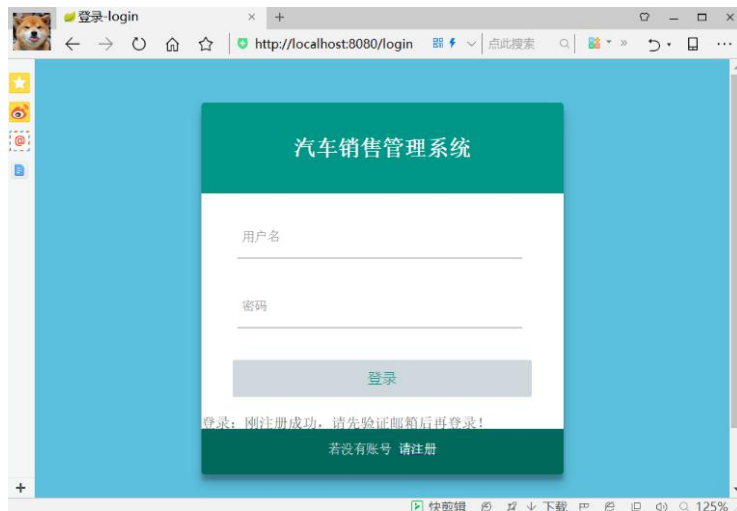 登录-login
http://localhost:8080/login
点此搜索
汽车销售管理系统
用户名
密码
登录
登录：刚注册成功，请先验证邮箱后再登录！
若没有账号 请注册
快剪辑
下载
125%